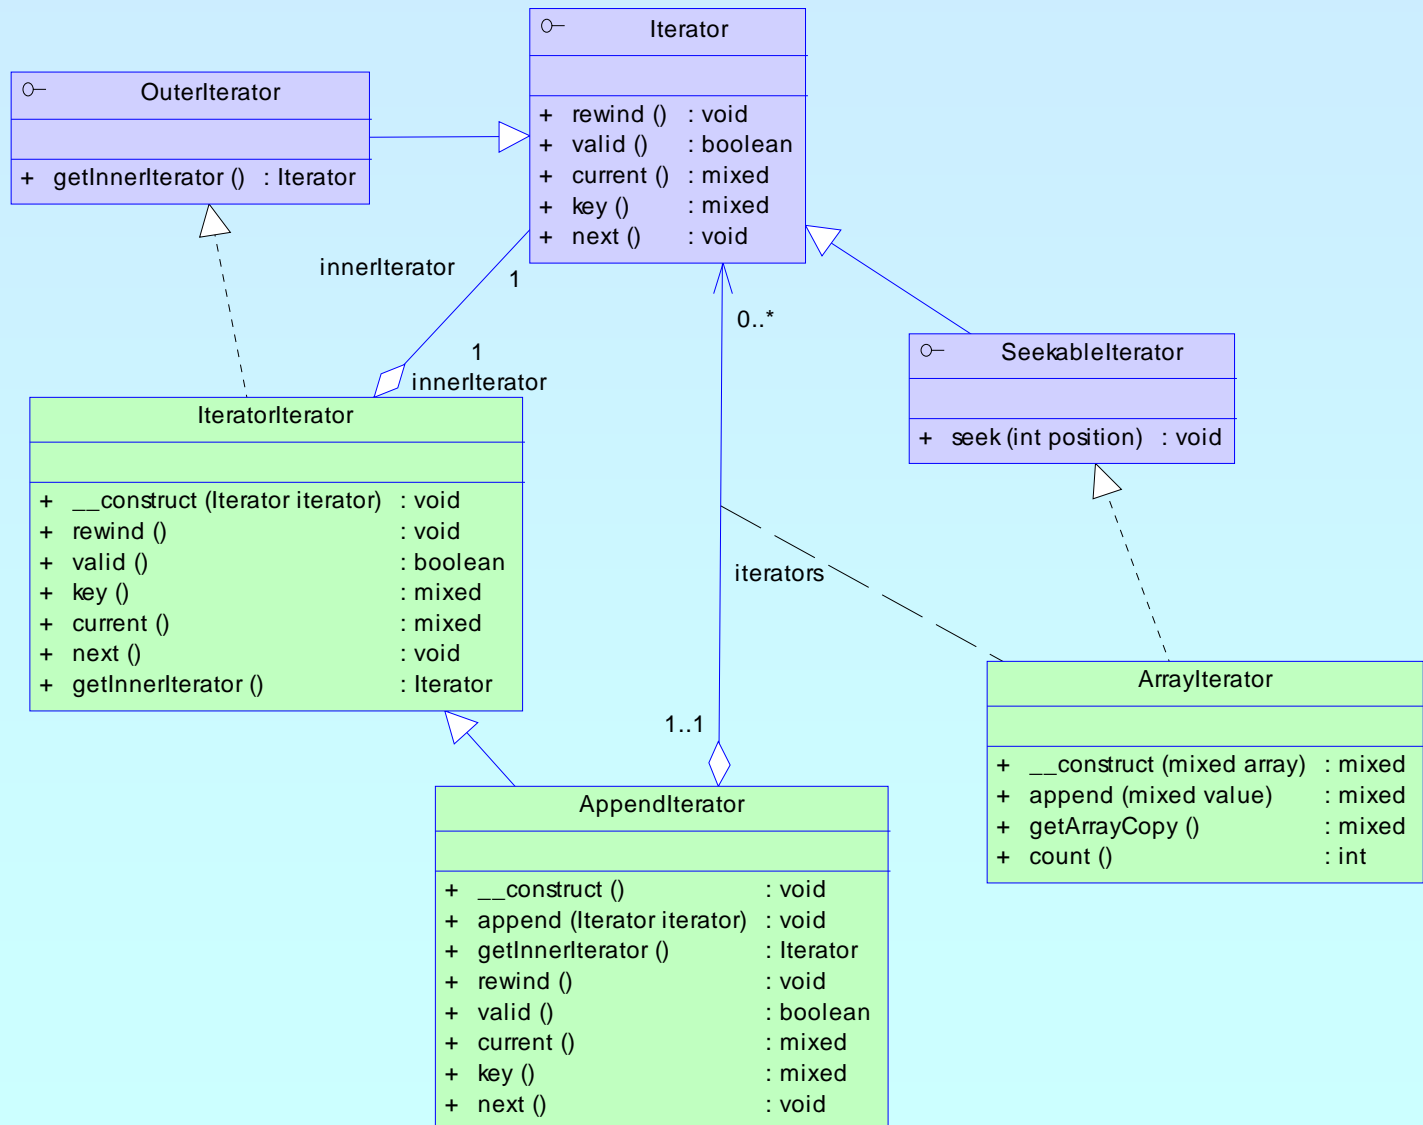 Iterator
+ rewind () : void
+ valid () : boolean
+ current () : mixed
+ key () : mixed
+ next () : void
OuterIterator
+ getInnerIterator () : Iterator
innerIterator
1
1
innerIterator
0..*
SeekableIterator
+ seek (int position) : void
IteratorIterator
+ __construct (Iterator iterator) : void
+ rewind () : void
+ valid () : boolean
+ key () : mixed
+ current () : mixed
+ next () : void
+ getInnerIterator () : Iterator
iterators
1..1
ArrayIterator
+ __construct (mixed array) : mixed
+ append (mixed value) : mixed
+ getArrayCopy () : mixed
+ count () : int
AppendIterator
+ __construct () : void
+ append (Iterator iterator) : void
+ getInnerIterator () : Iterator
+ rewind () : void
+ valid () : boolean
+ current () : mixed
+ key () : mixed
+ next () : void